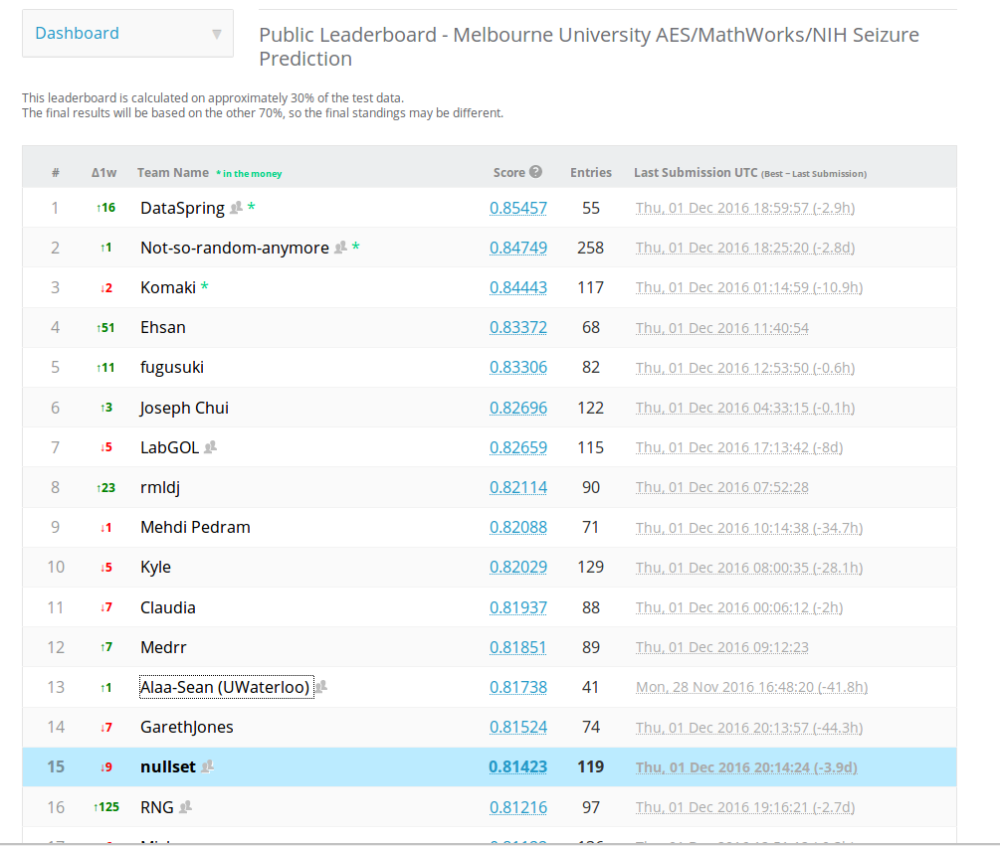 Dashboard ▼
Public Leaderboard - Melbourne University AES/MathWorks/NIH Seizure
Prediction
This leaderboard is calculated on approximately 30% of the test data.
The final results will be based on the other 70%, so the final standings may be different.
# Δ1w Team Name * in the money Score ? Entries Last Submission UTC (Best − Last Submission)
1 ↑16 DataSpring * 0.85457 55 Thu, 01 Dec 2016 18:59:57 (-2.9h)
2 ↑1 Not-so-random-anymore * 0.84749 258 Thu, 01 Dec 2016 18:25:20 (-2.8d)
3 ↓2 Komaki * 0.84443 117 Thu, 01 Dec 2016 01:14:59 (-10.9h)
4 ↑51 Ehsan 0.83372 68 Thu, 01 Dec 2016 11:40:54
5 ↑11 fugusuki 0.83306 82 Thu, 01 Dec 2016 12:53:50 (-0.6h)
6 ↑3 Joseph Chui 0.82696 122 Thu, 01 Dec 2016 04:33:15 (-0.1h)
7 ↓5 LabGOL 0.82659 115 Thu, 01 Dec 2016 17:13:42 (-8d)
8 ↑23 rmldj 0.82114 90 Thu, 01 Dec 2016 07:52:28
9 ↓1 Mehdi Pedram 0.82088 71 Thu, 01 Dec 2016 10:14:38 (-34.7h)
10 ↓5 Kyle 0.82029 129 Thu, 01 Dec 2016 08:00:35 (-28.1h)
11 ↓7 Claudia 0.81937 88 Thu, 01 Dec 2016 00:06:12 (-2h)
12 ↑7 Medrr 0.81851 89 Thu, 01 Dec 2016 09:12:23
13 ↑1 Alaa-Sean (UWaterloo) 0.81738 41 Mon, 28 Nov 2016 16:48:20 (-41.8h)
14 ↓7 GarethJones 0.81524 74 Thu, 01 Dec 2016 20:13:57 (-44.3h)
15 ↓9 nullset 0.81423 119 Thu, 01 Dec 2016 20:14:24 (-3.9d)
16 ↑125 RNG 0.81216 97 Thu, 01 Dec 2016 19:16:21 (-2.7d)